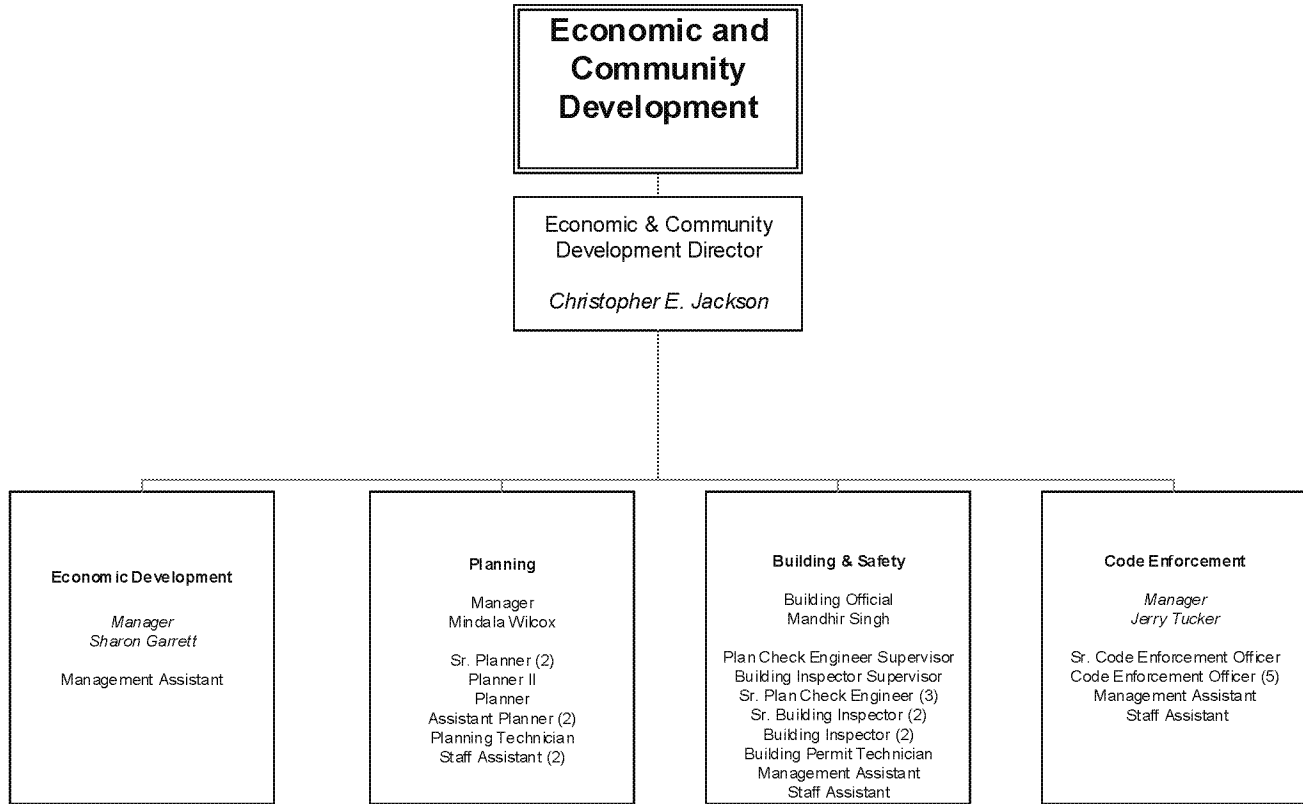 Economic and
Community
Development
Economic & Community
Development Director
Christopher E. Jackson
Economic Development
Manager
Sharon Garrett
Management Assistant
Planning
Manager
Mindala Wilcox
Sr. Planner (2)
Planner II
Planner
Assistant Planner (2)
Planning Technician
Staff Assistant (2)
Building & Safety
Building Official
Mandhir Singh
Plan Check Engineer Supervisor
Building Inspector Supervisor
Sr. Plan Check Engineer (3)
Sr. Building Inspector (2)
Building Inspector (2)
Building Permit Technician
Management Assistant
Staff Assistant
Code Enforcement
Manager
Jerry Tucker
Sr. Code Enforcement Officer
Code Enforcement Officer (5)
Management Assistant
Staff Assistant